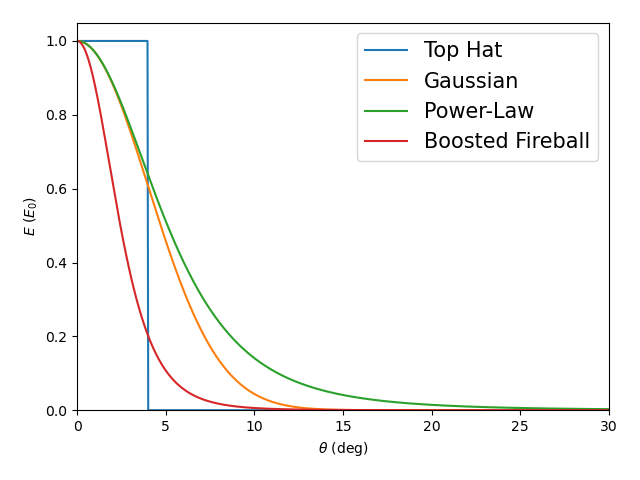 Top Hat
Gaussian
Power-Law
Boosted Fireball
1.0
0.8
0.6
0.4
0.2
0.0
E (E₀)
0 5 10 15 20 25 30
θ (deg)